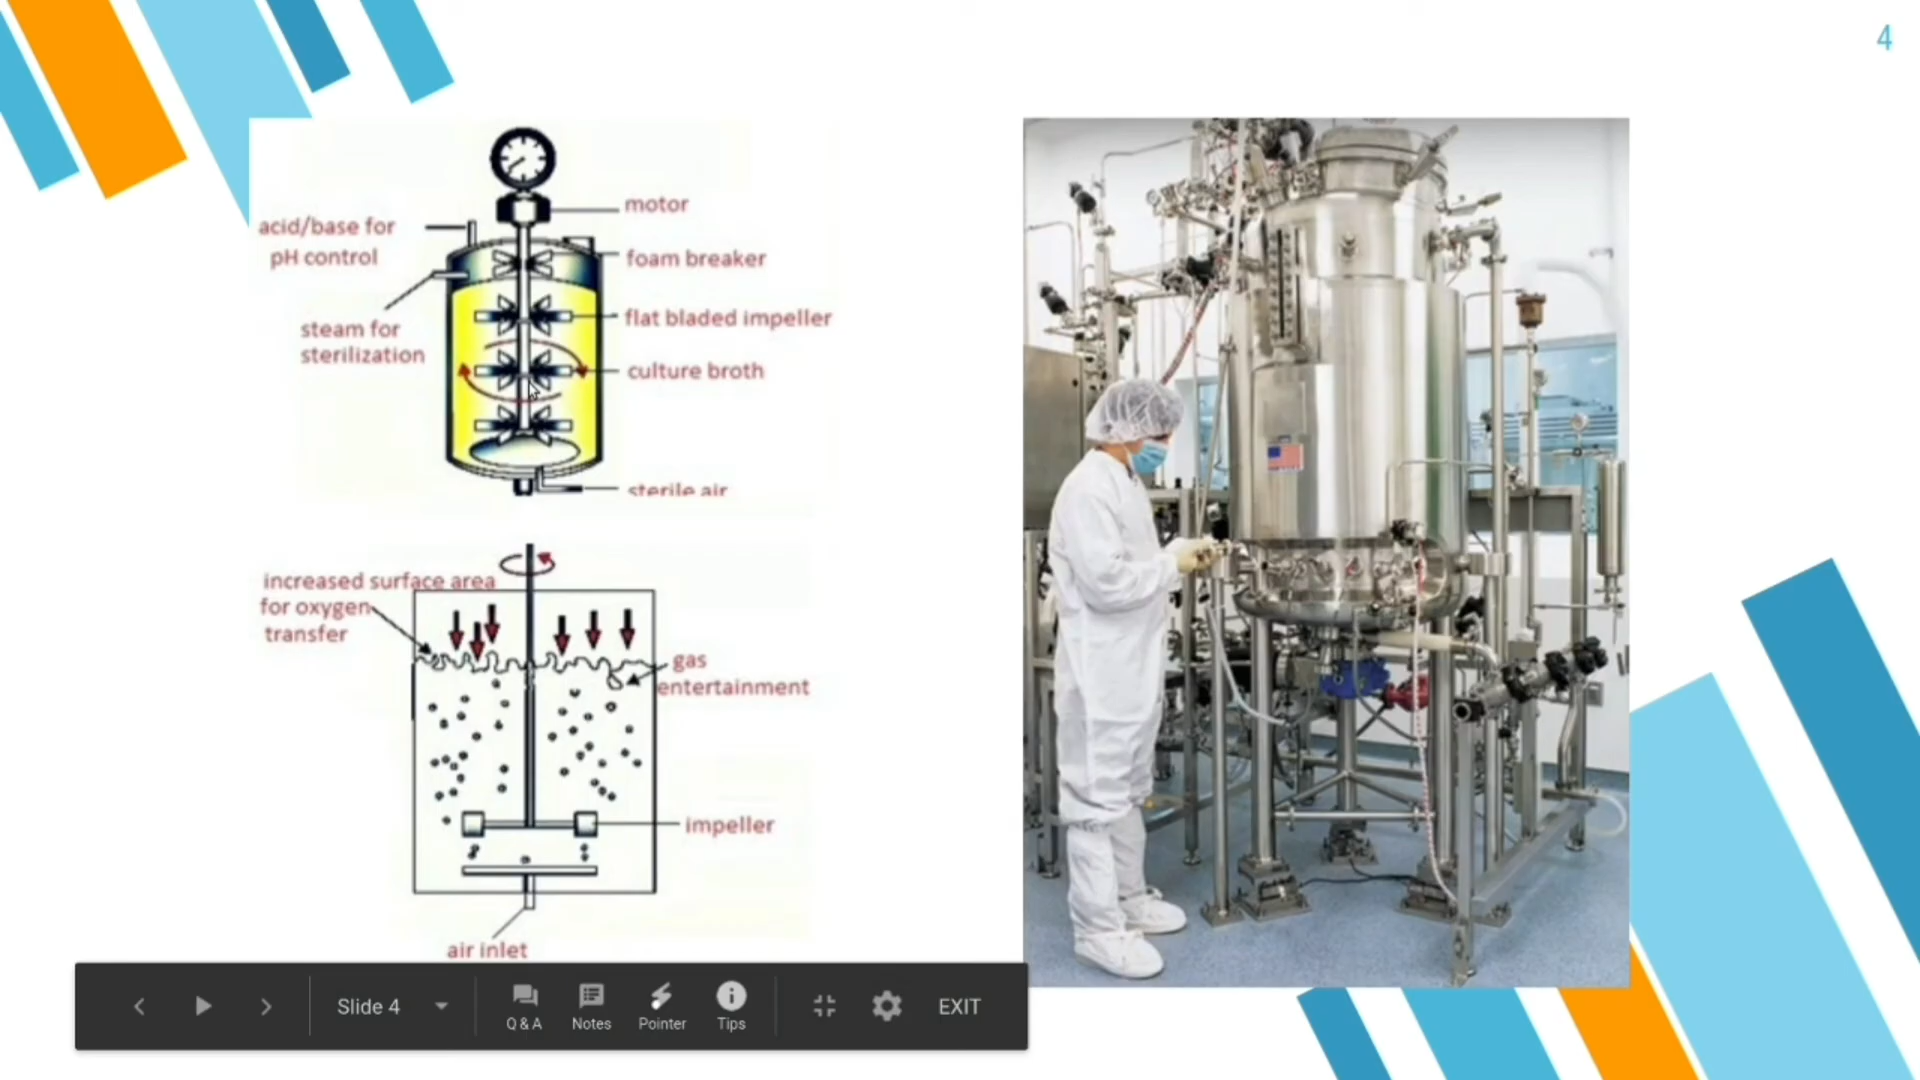 4
motor
acid/base for
pH control
foam breaker
flat bladed impeller
steam for
sterilization
culture broth
sterile air
increased surface area
for oxygen
transfer
gas
entertainment
impeller
air inlet
Slide 4
Q & A
Notes
Pointer
Tips
EXIT